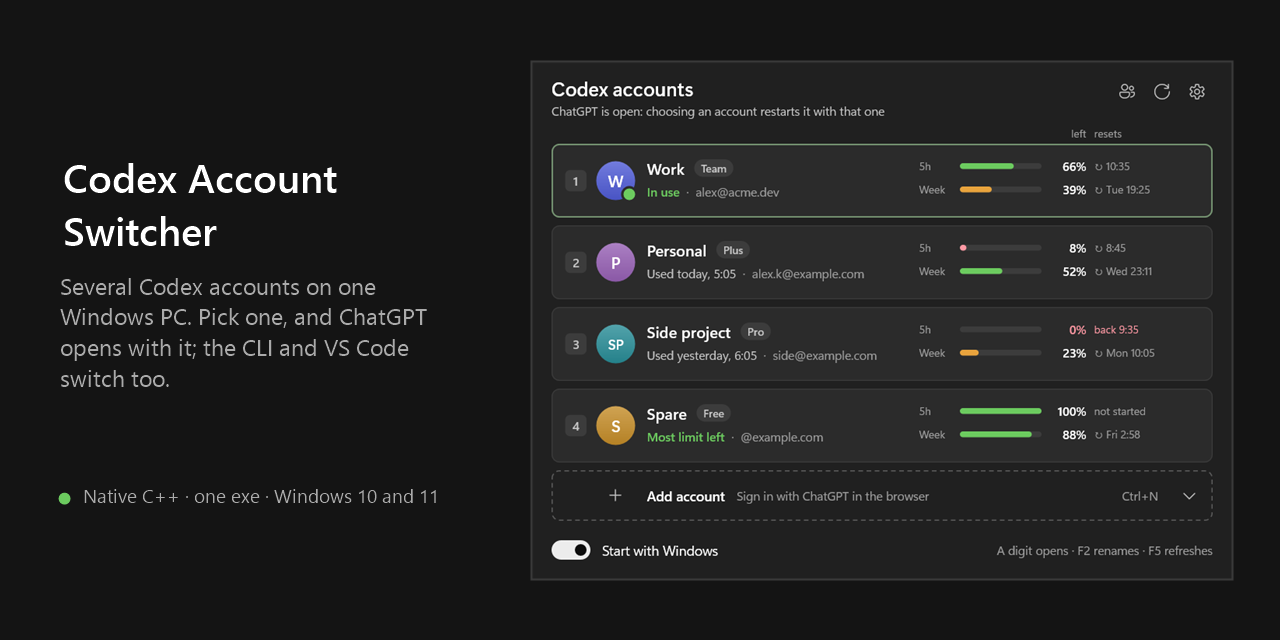 Codex Account
Switcher
Several Codex accounts on one
Windows PC. Pick one, and ChatGPT
opens with it; the CLI and VS Code
switch too.
Native C++ · one exe · Windows 10 and 11
Codex accounts
ChatGPT is open: choosing an account restarts it with that one
left resets
1 W Work Team 5h 66% ↻ 10:35
In use · alex@acme.dev Week 39% ↻ Tue 19:25
2 P Personal Plus 5h 8% ↻ 8:45
Used today, 5:05 · alex.k@example.com Week 52% ↻ Wed 23:11
3 SP Side project Pro 5h 0% back 9:35
Used yesterday, 6:05 · side@example.com Week 23% ↻ Mon 10:05
4 S Spare Free 5h 100% not started
Most limit left · @example.com Week 88% ↻ Fri 2:58
+ Add account Sign in with ChatGPT in the browser Ctrl+N
Start with Windows A digit opens · F2 renames · F5 refreshes